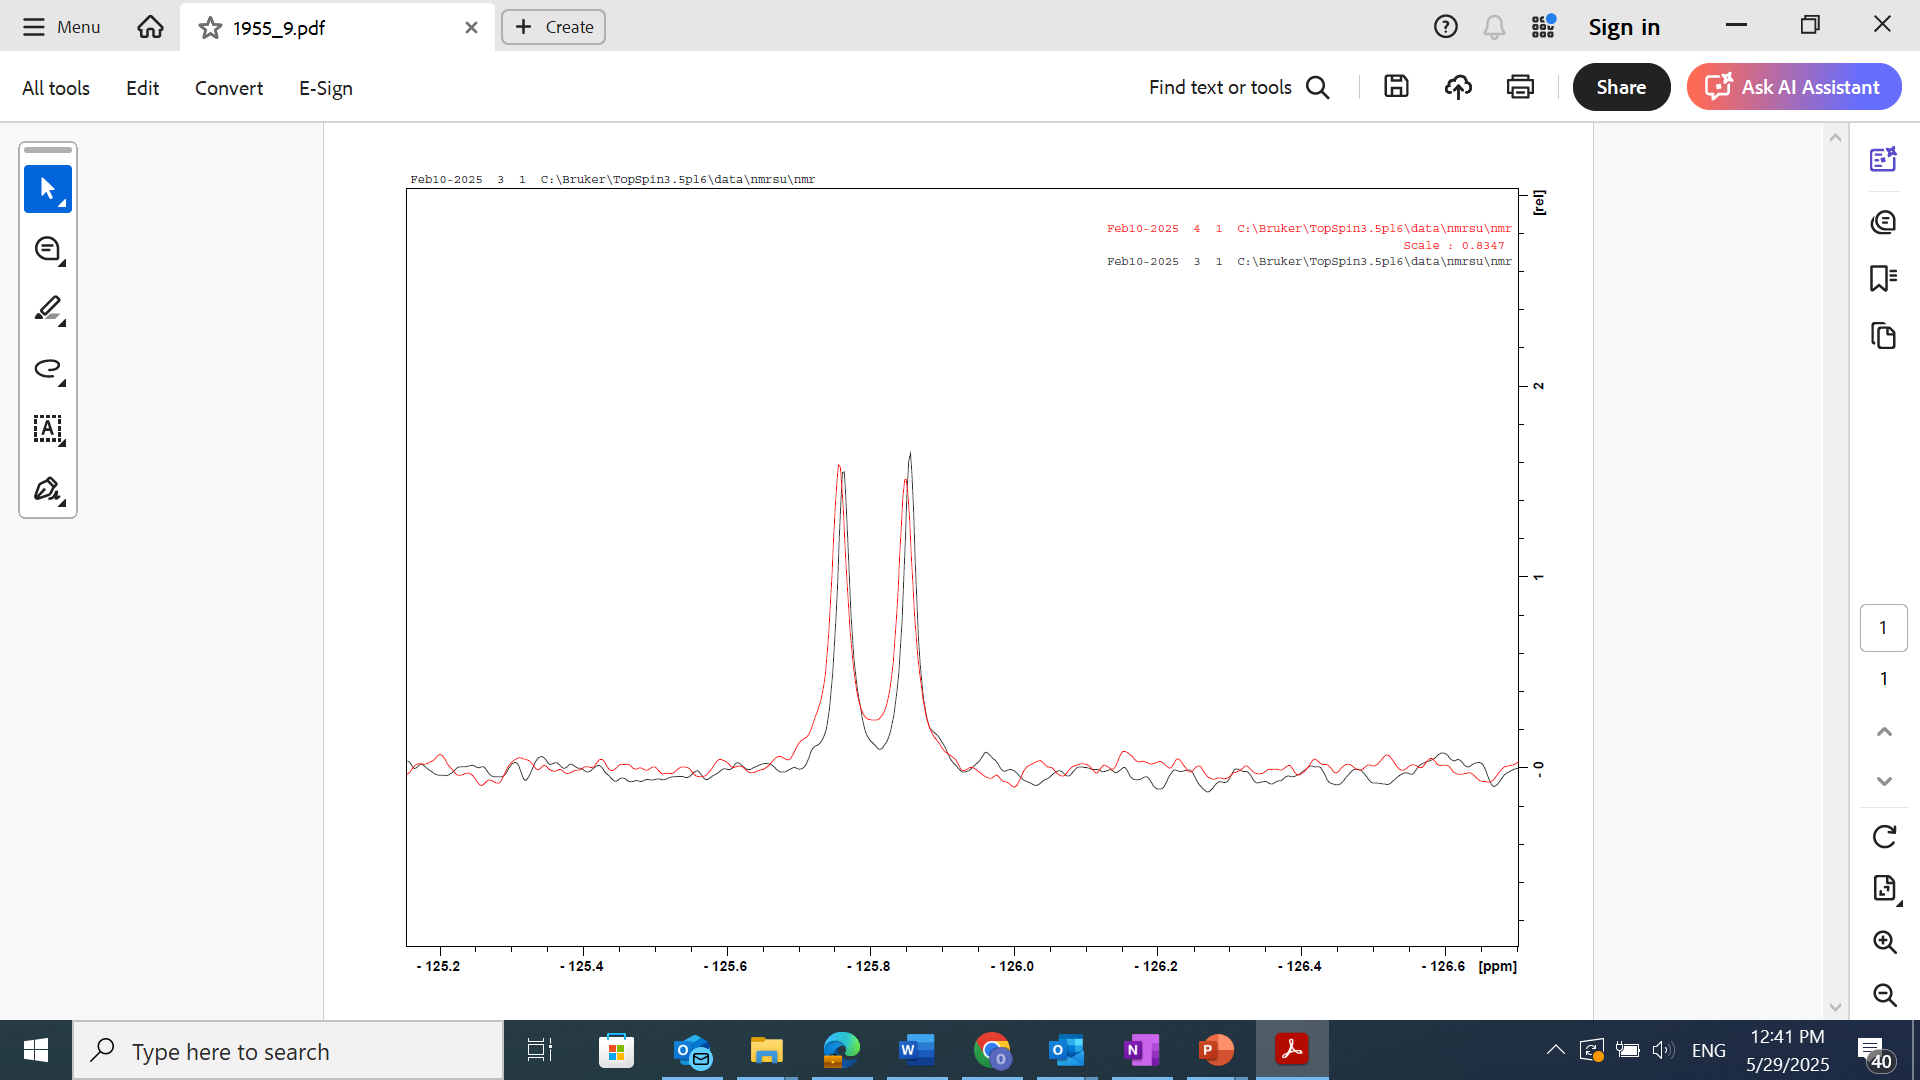 Menu
1955_9.pdf
Create
Sign in
All tools
Edit
Convert
E-Sign
Find text or tools
Share
Ask AI Assistant
Feb10-2025 3 1 C:\Bruker\TopSpin3.5pl6\data\nmrsu\nmr
[rel]
Feb10-2025 4 1 C:\Bruker\TopSpin3.5pl6\data\nmrsu\nmr
Scale : 0.8347
Feb10-2025 3 1 C:\Bruker\TopSpin3.5pl6\data\nmrsu\nmr
2
1
- 0
- 125.2 - 125.4 - 125.6 - 125.8 - 126.0 - 126.2 - 126.4 - 126.6 [ppm]
1
1
Type here to search
ENG
12:41 PM
5/29/2025
40